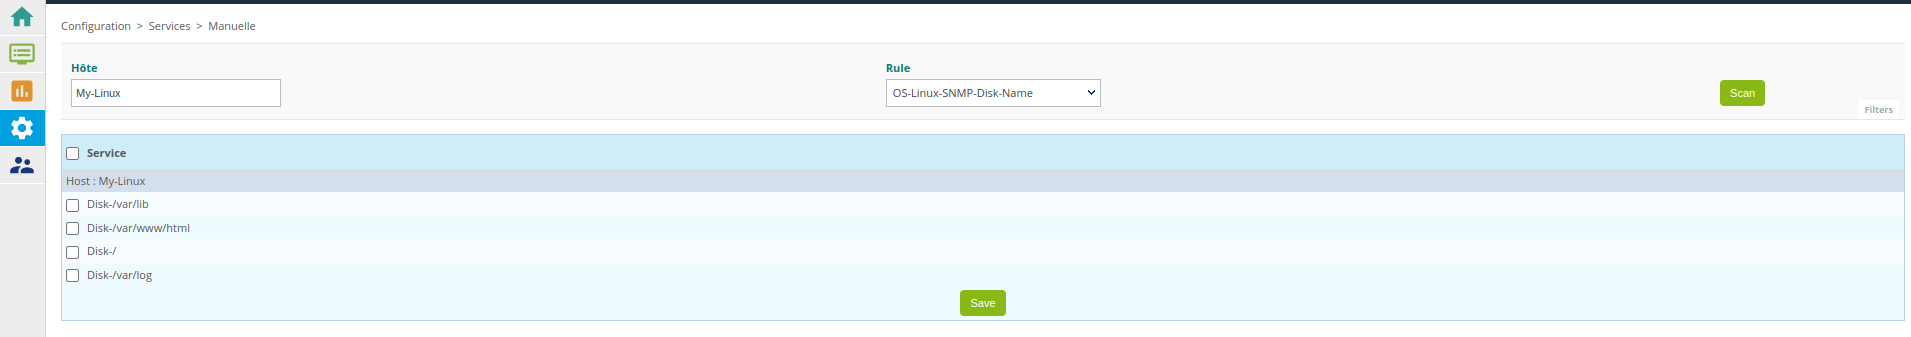 Configuration > Services > Manuelle
Hôte Rule
My-Linux OS-Linux-SNMP-Disk-Name Scan
Filters
Service
Host : My-Linux
Disk-/var/lib
Disk-/var/www/html
Disk-/
Disk-/var/log
Save